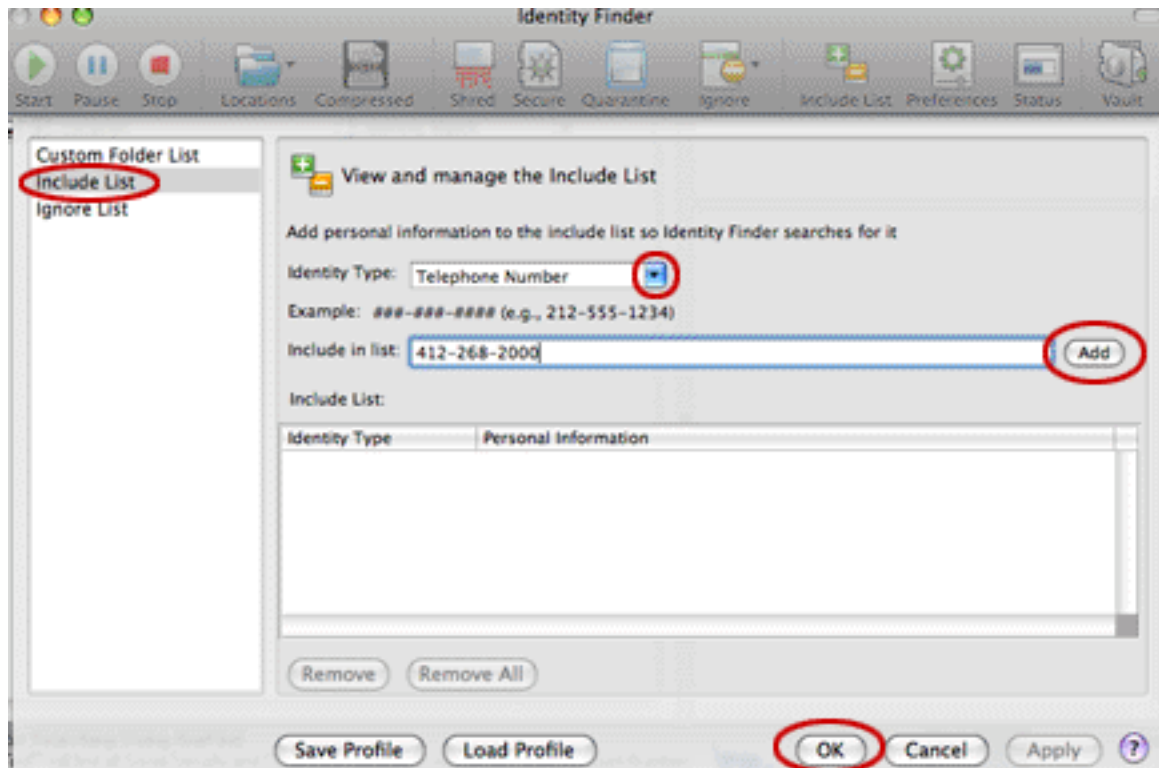 Identity Finder
Start Pause Stop Locations Compressed Shred Secure Quarantine Ignore Include List Preferences Status Vault
Custom Folder List
Include List
Ignore List
View and manage the Include List
Add personal information to the include list so Identity Finder searches for it
Identity Type: Telephone Number
Example: ###-###-#### (e.g., 212-555-1234)
Include in list: 412-268-2000 Add
Include List:
Identity Type Personal Information
Remove Remove All
Save Profile Load Profile OK Cancel Apply ?